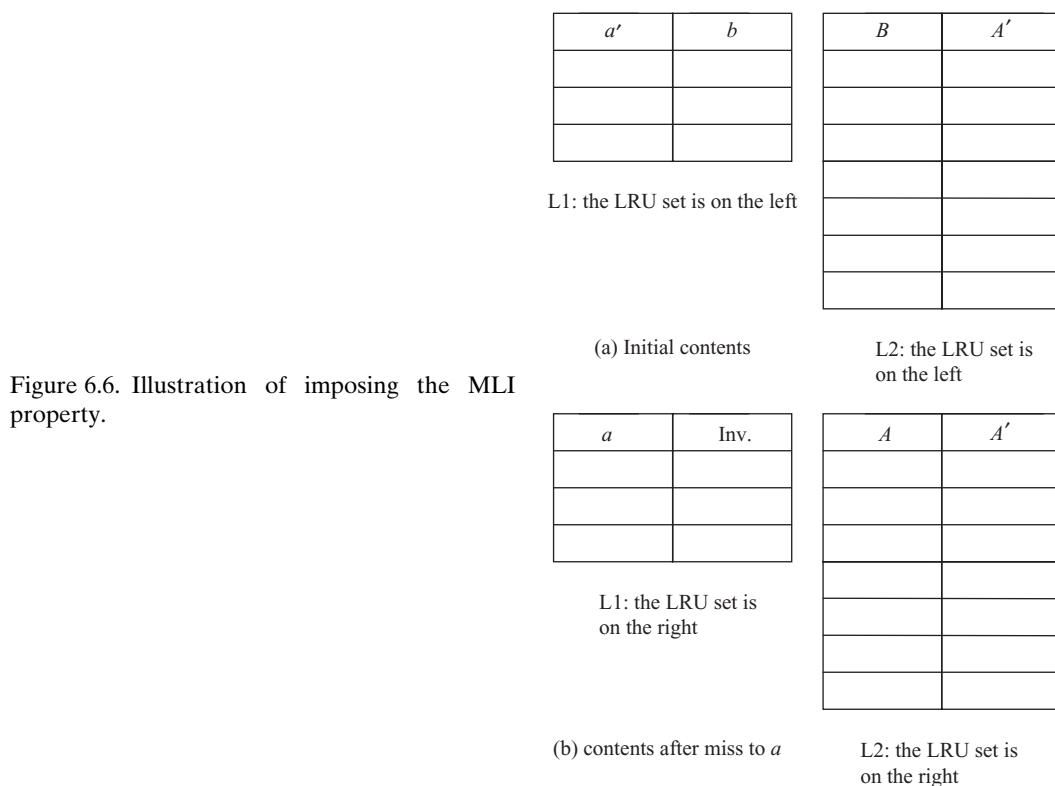 a′ b
B A′
L1: the LRU set is on the left
(a) Initial contents
L2: the LRU set is
on the left
Figure 6.6. Illustration of imposing the MLI
property.
a Inv.
A A′
L1: the LRU set is
on the right
(b) contents after miss to a
L2: the LRU set is
on the right